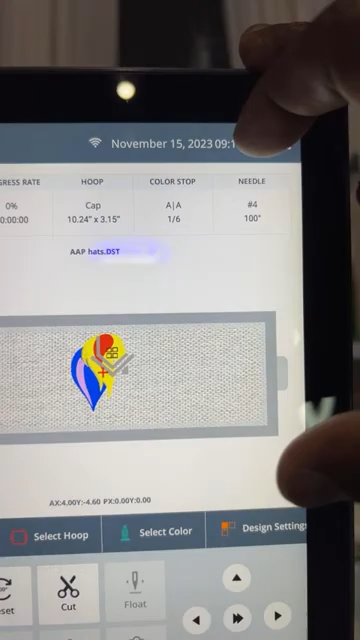 November 15, 2023 09:1
GRESS RATE HOOP COLOR STOP NEEDLE
0% Cap A|A #4
0:00:00 10.24" x 3.15" 1/6 100°
AAP hats.DST
AX:4.00Y:-4.60 PX:0.00Y:0.00
Select Hoop Select Color Design Settings
set Cut Float